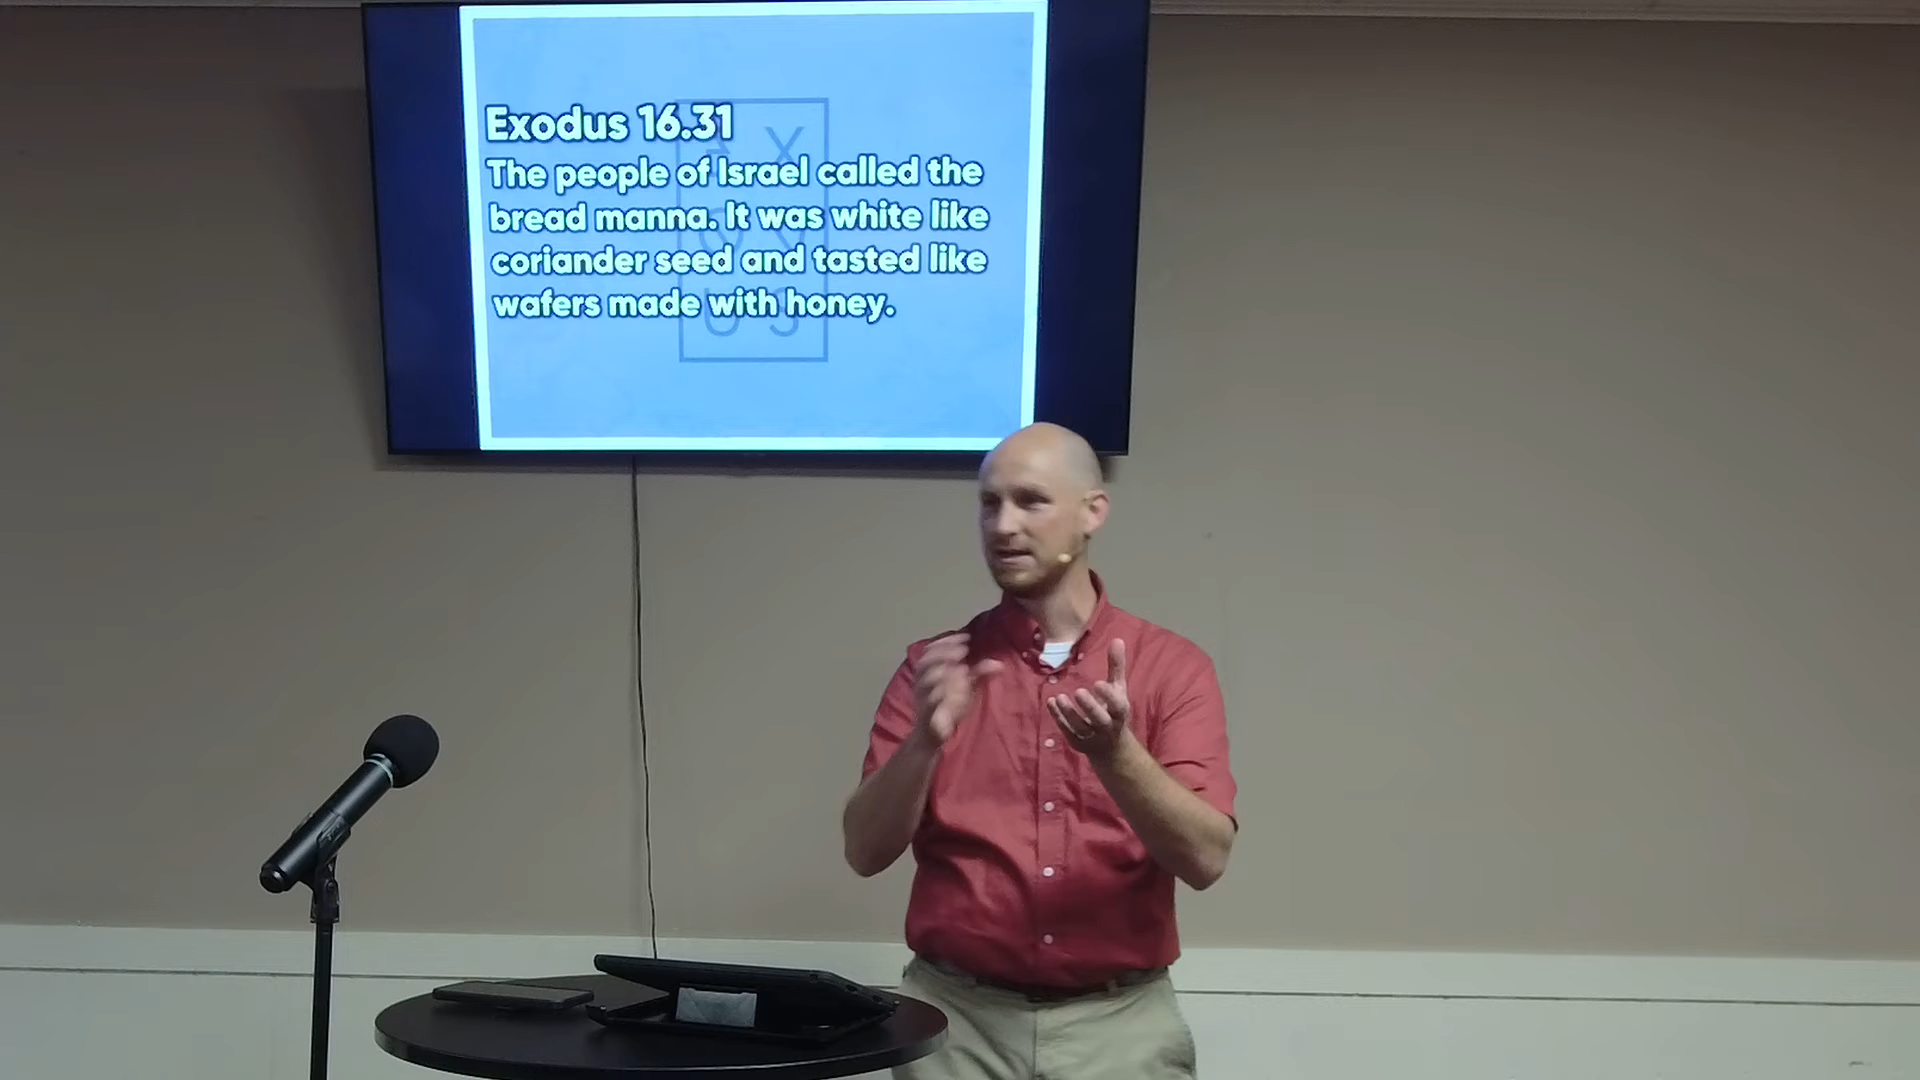 Exodus 16.31
The people of Israel called the
bread manna. It was white like
coriander seed and tasted like
wafers made with honey.
E X
O D
U S